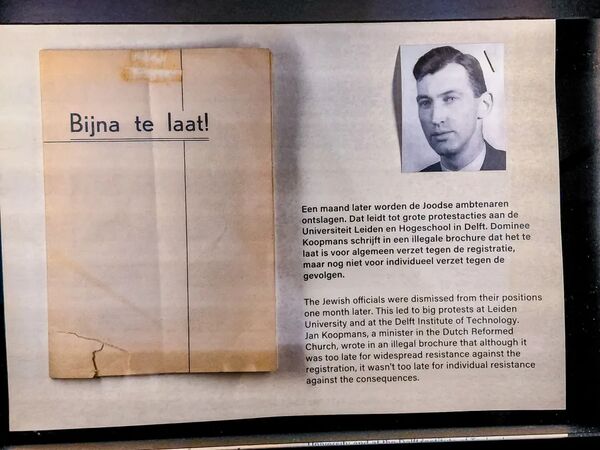 Bijna te laat!
Een maand later worden de Joodse ambtenaren
ontslagen. Dat leidt tot grote protestacties aan de
Universiteit Leiden en Hogeschool in Delft. Dominee
Koopmans schrijft in een illegale brochure dat het te
laat is voor algemeen verzet tegen de registratie,
maar nog niet voor individueel verzet tegen de
gevolgen.
The Jewish officials were dismissed from their positions
one month later. This led to big protests at Leiden
University and at the Delft Institute of Technology.
Jan Koopmans, a minister in the Dutch Reformed
Church, wrote in an illegal brochure that although it
was too late for widespread resistance against the
registration, it wasn't too late for individual resistance
against the consequences.